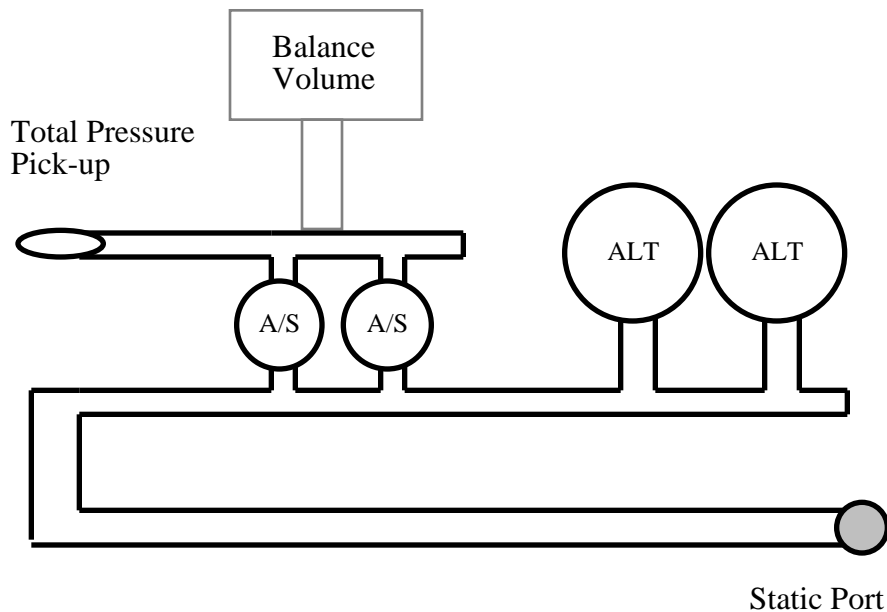 Balance
Volume
Total Pressure
Pick-up
ALT
ALT
A/S
A/S
Static Port